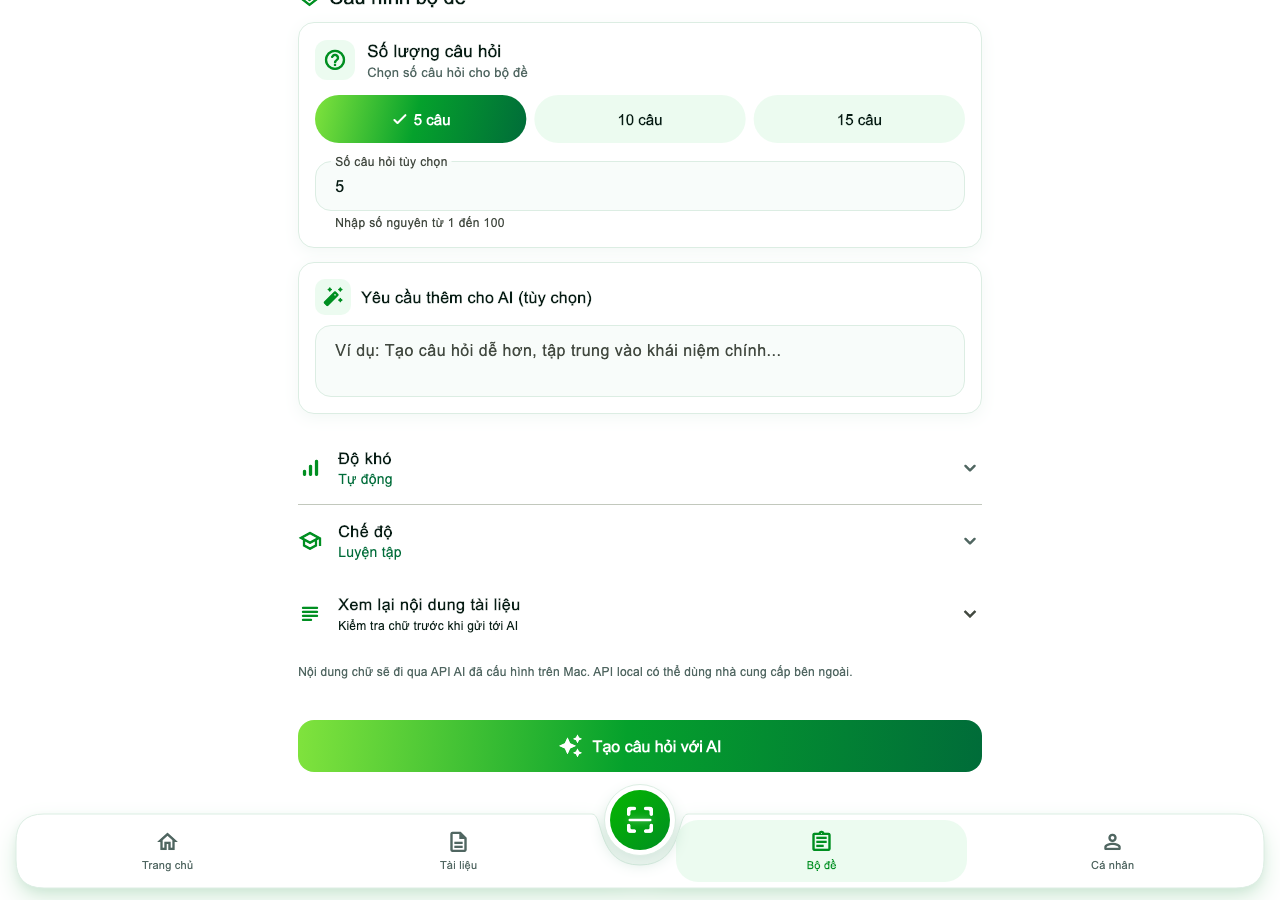 Cấu hình bộ đề
Số lượng câu hỏi
Chọn số câu hỏi cho bộ đề
5 câu
10 câu
15 câu
Số câu hỏi tùy chọn
5
Nhập số nguyên từ 1 đến 100
Yêu cầu thêm cho AI (tùy chọn)
Ví dụ: Tạo câu hỏi dễ hơn, tập trung vào khái niệm chính...
Độ khó
Tự động
Chế độ
Luyện tập
Xem lại nội dung tài liệu
Kiểm tra chữ trước khi gửi tới AI
Nội dung chữ sẽ đi qua API AI đã cấu hình trên Mac. API local có thể dùng nhà cung cấp bên ngoài.
Tạo câu hỏi với AI
Trang chủ
Tài liệu
Bộ đề
Cá nhân